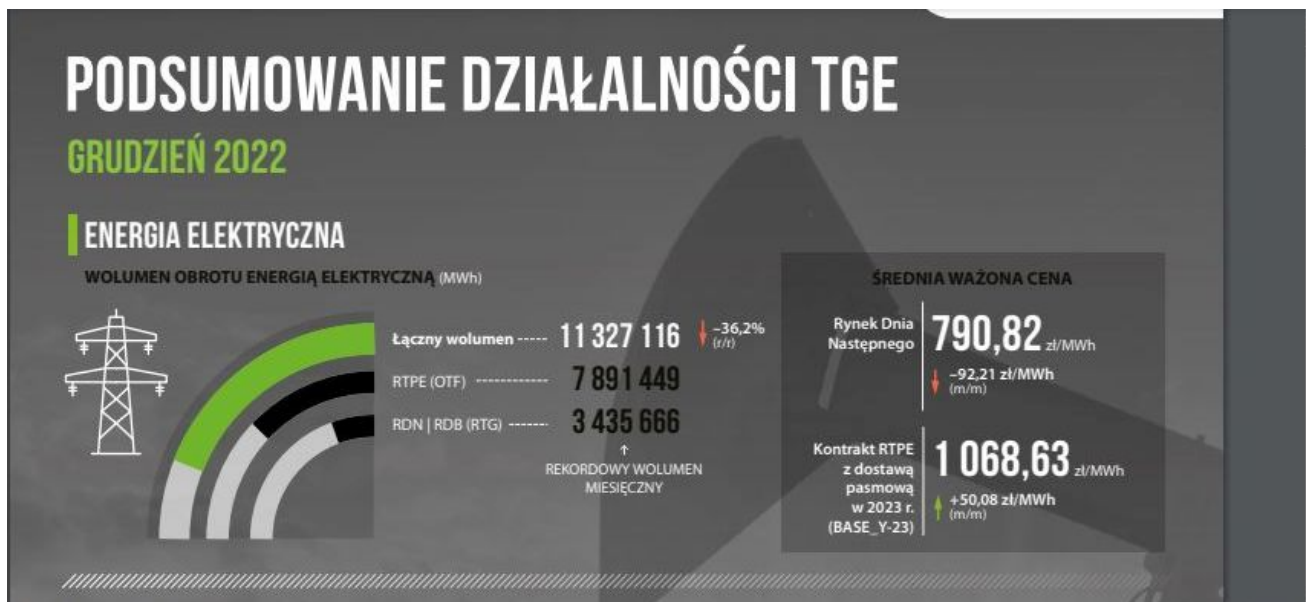 PODSUMOWANIE DZIAŁALNOŚCI TGE
GRUDZIEŃ 2022
ENERGIA ELEKTRYCZNA
WOLUMEN OBROTU ENERGIĄ ELEKTRYCZNĄ (MWh)
Łączny wolumen ----- 11 327 116 –36,2%
(r/r)
RTPE (OTF) ------------ 7 891 449
RDN | RDB (RTG) ------- 3 435 666
↑
REKORDOWY WOLUMEN
MIESIĘCZNY
ŚREDNIA WAŻONA CENA
Rynek Dnia
Następnego
790,82 zł/MWh
–92,21 zł/MWh
(m/m)
Kontrakt RTPE
z dostawą
pasmową
w 2023 r.
(BASE_Y-23)
1 068,63 zł/MWh
+50,08 zł/MWh
(m/m)